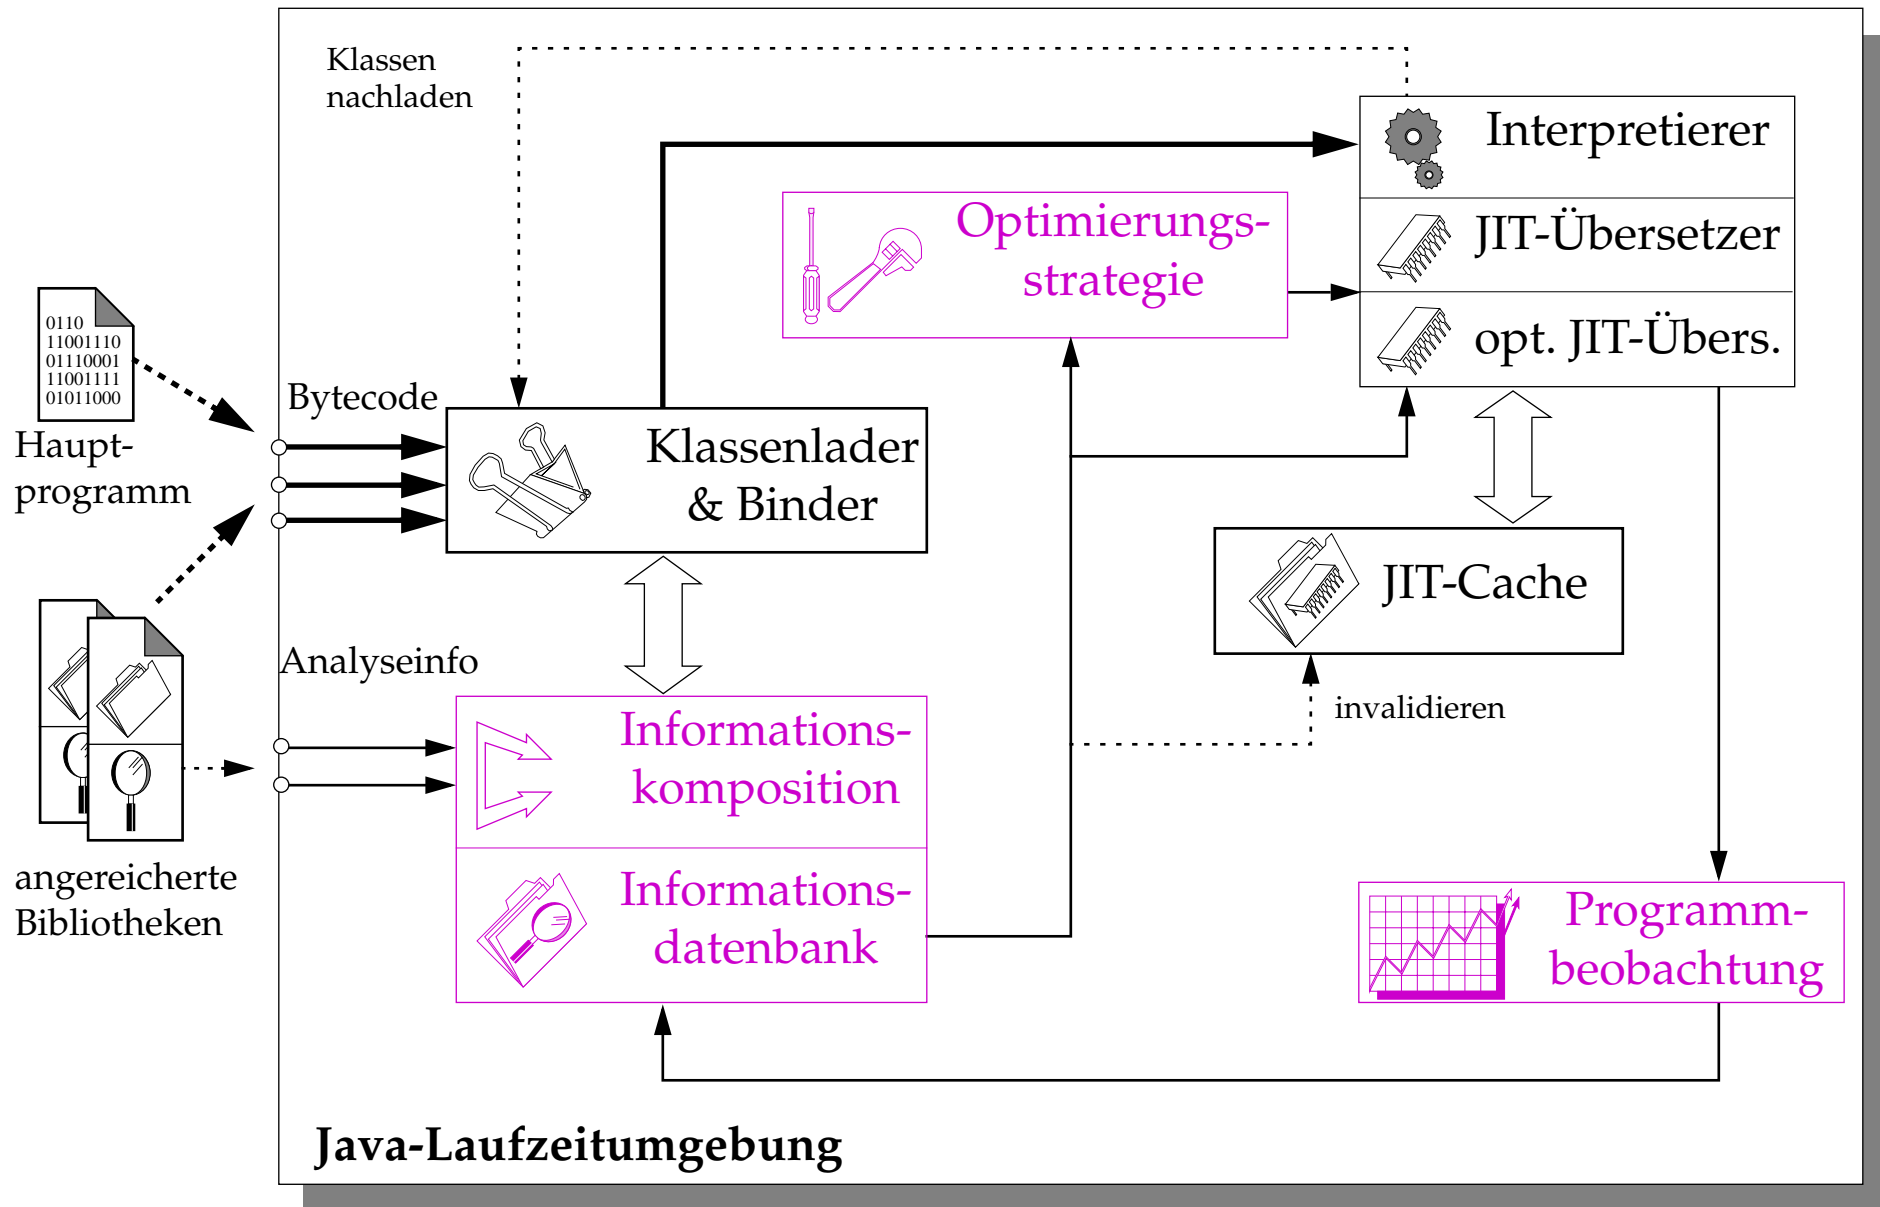 Klassen
nachladen
Interpretierer
Optimierungs-
strategie
JIT-Übersetzer
opt. JIT-Übers.
0110
11001110
01110001
11001111
01011000
Haupt-
programm
Bytecode
Klassenlader
& Binder
JIT-Cache
Analyseinfo
invalidieren
Informations-
komposition
Informations-
datenbank
angereicherte
Bibliotheken
Programm-
beobachtung
Java-Laufzeitumgebung